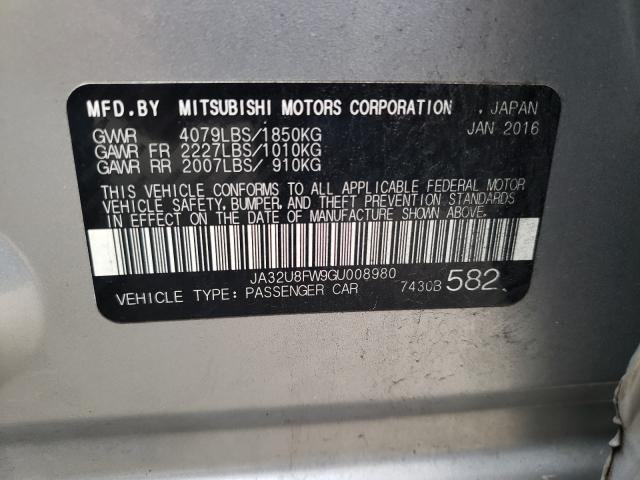 MFD.BY MITSUBISHI MOTORS CORPORATION . JAPAN
GVWR 4079LBS/1850KG JAN 2016
GAWR FR 2227LBS/1010KG
GAWR RR 2007LBS/ 910KG
THIS VEHICLE CONFORMS TO ALL APPLICABLE FEDERAL MOTOR
VEHICLE SAFETY, BUMPER, AND THEFT PREVENTION STANDARDS
IN EFFECT ON THE DATE OF MANUFACTURE SHOWN ABOVE.
JA32U8FW9GU008980
VEHICLE TYPE: PASSENGER CAR 7430B 582